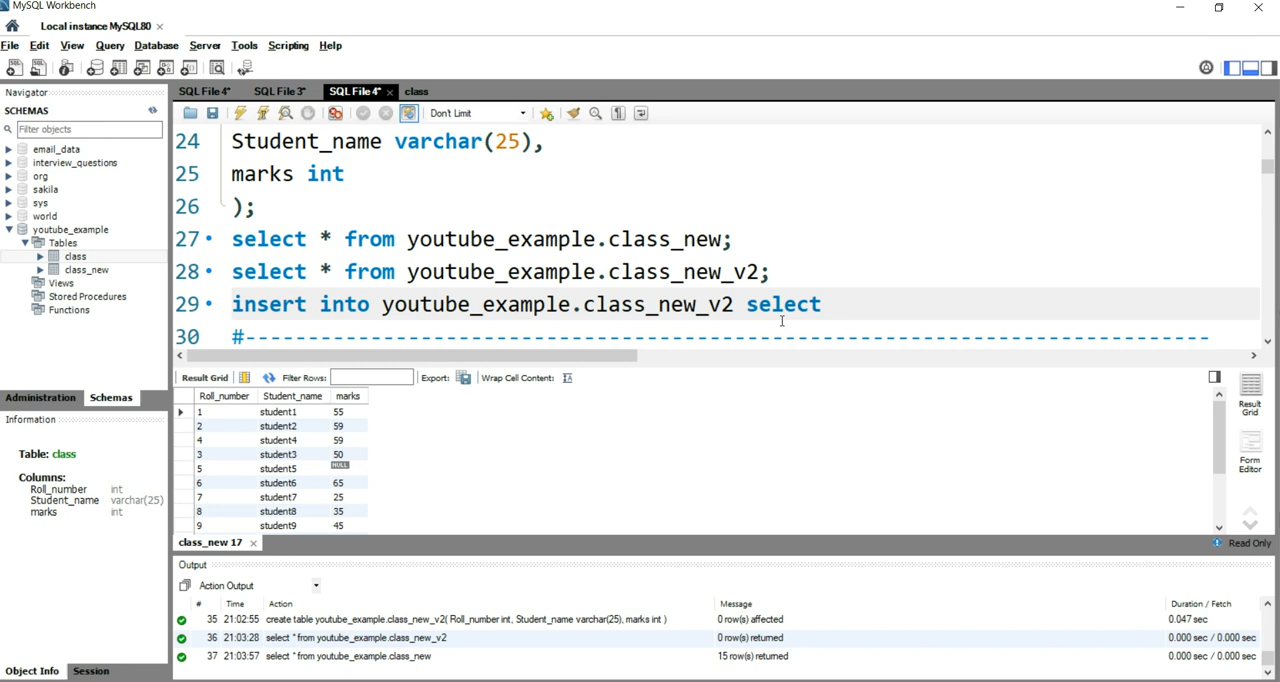 MySQL Workbench
Local instance MySQL80 ×
File Edit View Query Database Server Tools Scripting Help
Navigator
SCHEMAS
Filter objects
email_data
interview_questions
org
sakila
sys
world
youtube_example
Tables
class
class_new
Views
Stored Procedures
Functions
Administration Schemas
Information
Table: class
Columns:
Roll_number int
Student_name varchar(25)
marks int
Object Info Session
SQL File 4* SQL File 3* SQL File 4* × class
Don't Limit
24 Student_name varchar(25),
25 marks int
26 );
27 select * from youtube_example.class_new;
28 select * from youtube_example.class_new_v2;
29 insert into youtube_example.class_new_v2 select
30 #--------------------------------------------------------------
Result Grid Filter Rows: Export: Wrap Cell Content:
Roll_number Student_name marks
1 student1 55
2 student2 59
4 student4 59
3 student3 50
5 student5 NULL
6 student6 65
7 student7 25
8 student8 35
9 student9 45
Result Grid
Form Editor
class_new 17 ×
Read Only
Output
Action Output
# Time Action Message Duration / Fetch
35 21:02:55 create table youtube_example.class_new_v2( Roll_number int, Student_name varchar(25), marks int ) 0 row(s) affected 0.047 sec
36 21:03:28 select * from youtube_example.class_new_v2 0 row(s) returned 0.000 sec / 0.000 sec
37 21:03:57 select * from youtube_example.class_new 15 row(s) returned 0.000 sec / 0.000 sec